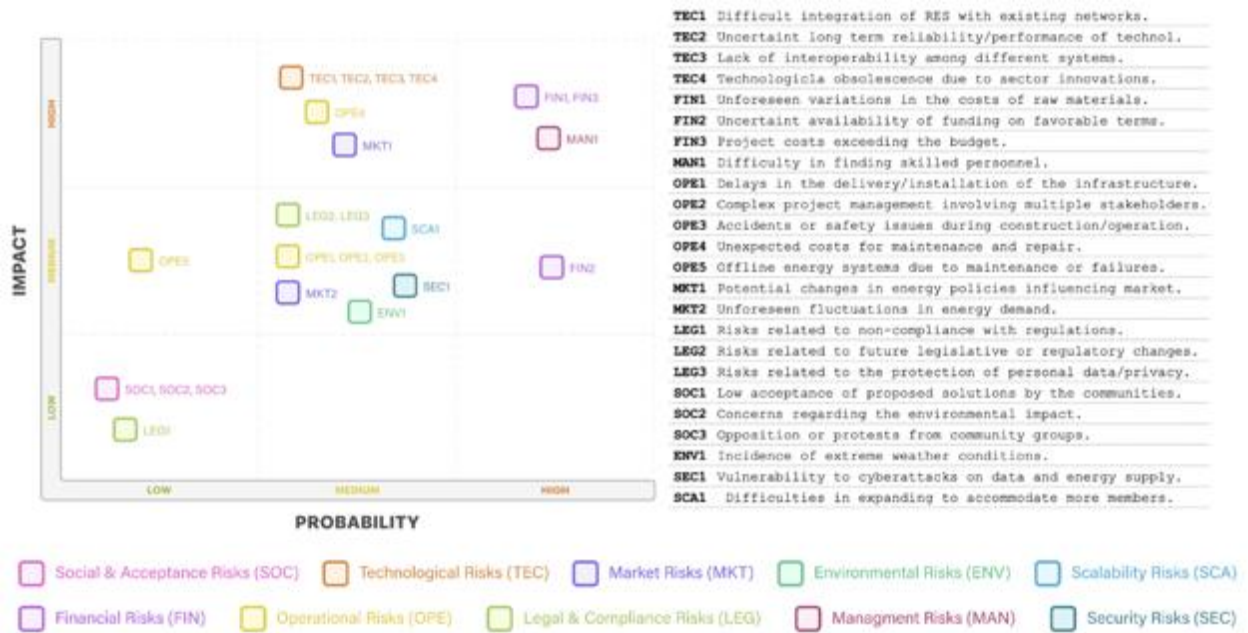 HIGH
TEC1, TEC2, TEC3, TEC4
FIN1, FIN3
OPE4
MAN1
MKT1
IMPACT
MEDIUM
LEG2, LEG3
SCA1
OPE1, OPE2, OPE3
OPE5
FIN2
SEC1
MKT2
ENV1
LOW
SOC1, SOC2, SOC3
LEG1
LOW
MEDIUM
HIGH
PROBABILITY
TEC1 Difficult integration of RES with existing networks.
TEC2 Uncertain long term reliability/performance of technol.
TEC3 Lack of interoperability among different systems.
TEC4 Technologicla obsolescence due to sector innovations.
FIN1 Unforeseen variations in the costs of raw materials.
FIN2 Uncertain availability of funding on favorable terms.
FIN3 Project costs exceeding the budget.
MAN1 Difficulty in finding skilled personnel.
OPE1 Delays in the delivery/installation of the infrastructure.
OPE2 Complex project management involving multiple stakeholders.
OPE3 Accidents or safety issues during construction/operation.
OPE4 Unexpected costs for maintenance and repair.
OPE5 Offline energy systems due to maintenance or failures.
MKT1 Potential changes in energy policies influencing market.
MKT2 Unforeseen fluctuations in energy demand.
LEG1 Risks related to non-compliance with regulations.
LEG2 Risks related to future legislative or regulatory changes.
LEG3 Risks related to the protection of personal data/privacy.
SOC1 Low acceptance of proposed solutions by the communities.
SOC2 Concerns regarding the environmental impact.
SOC3 Opposition or protests from community groups.
ENV1 Incidence of extreme weather conditions.
SEC1 Vulnerability to cyberattacks on data and energy supply.
SCA1 Difficulties in expanding to accommodate more members.
Social & Acceptance Risks (SOC)
Technological Risks (TEC)
Market Risks (MKT)
Environmental Risks (ENV)
Scalability Risks (SCA)
Financial Risks (FIN)
Operational Risks (OPE)
Legal & Compliance Risks (LEG)
Managment Risks (MAN)
Security Risks (SEC)